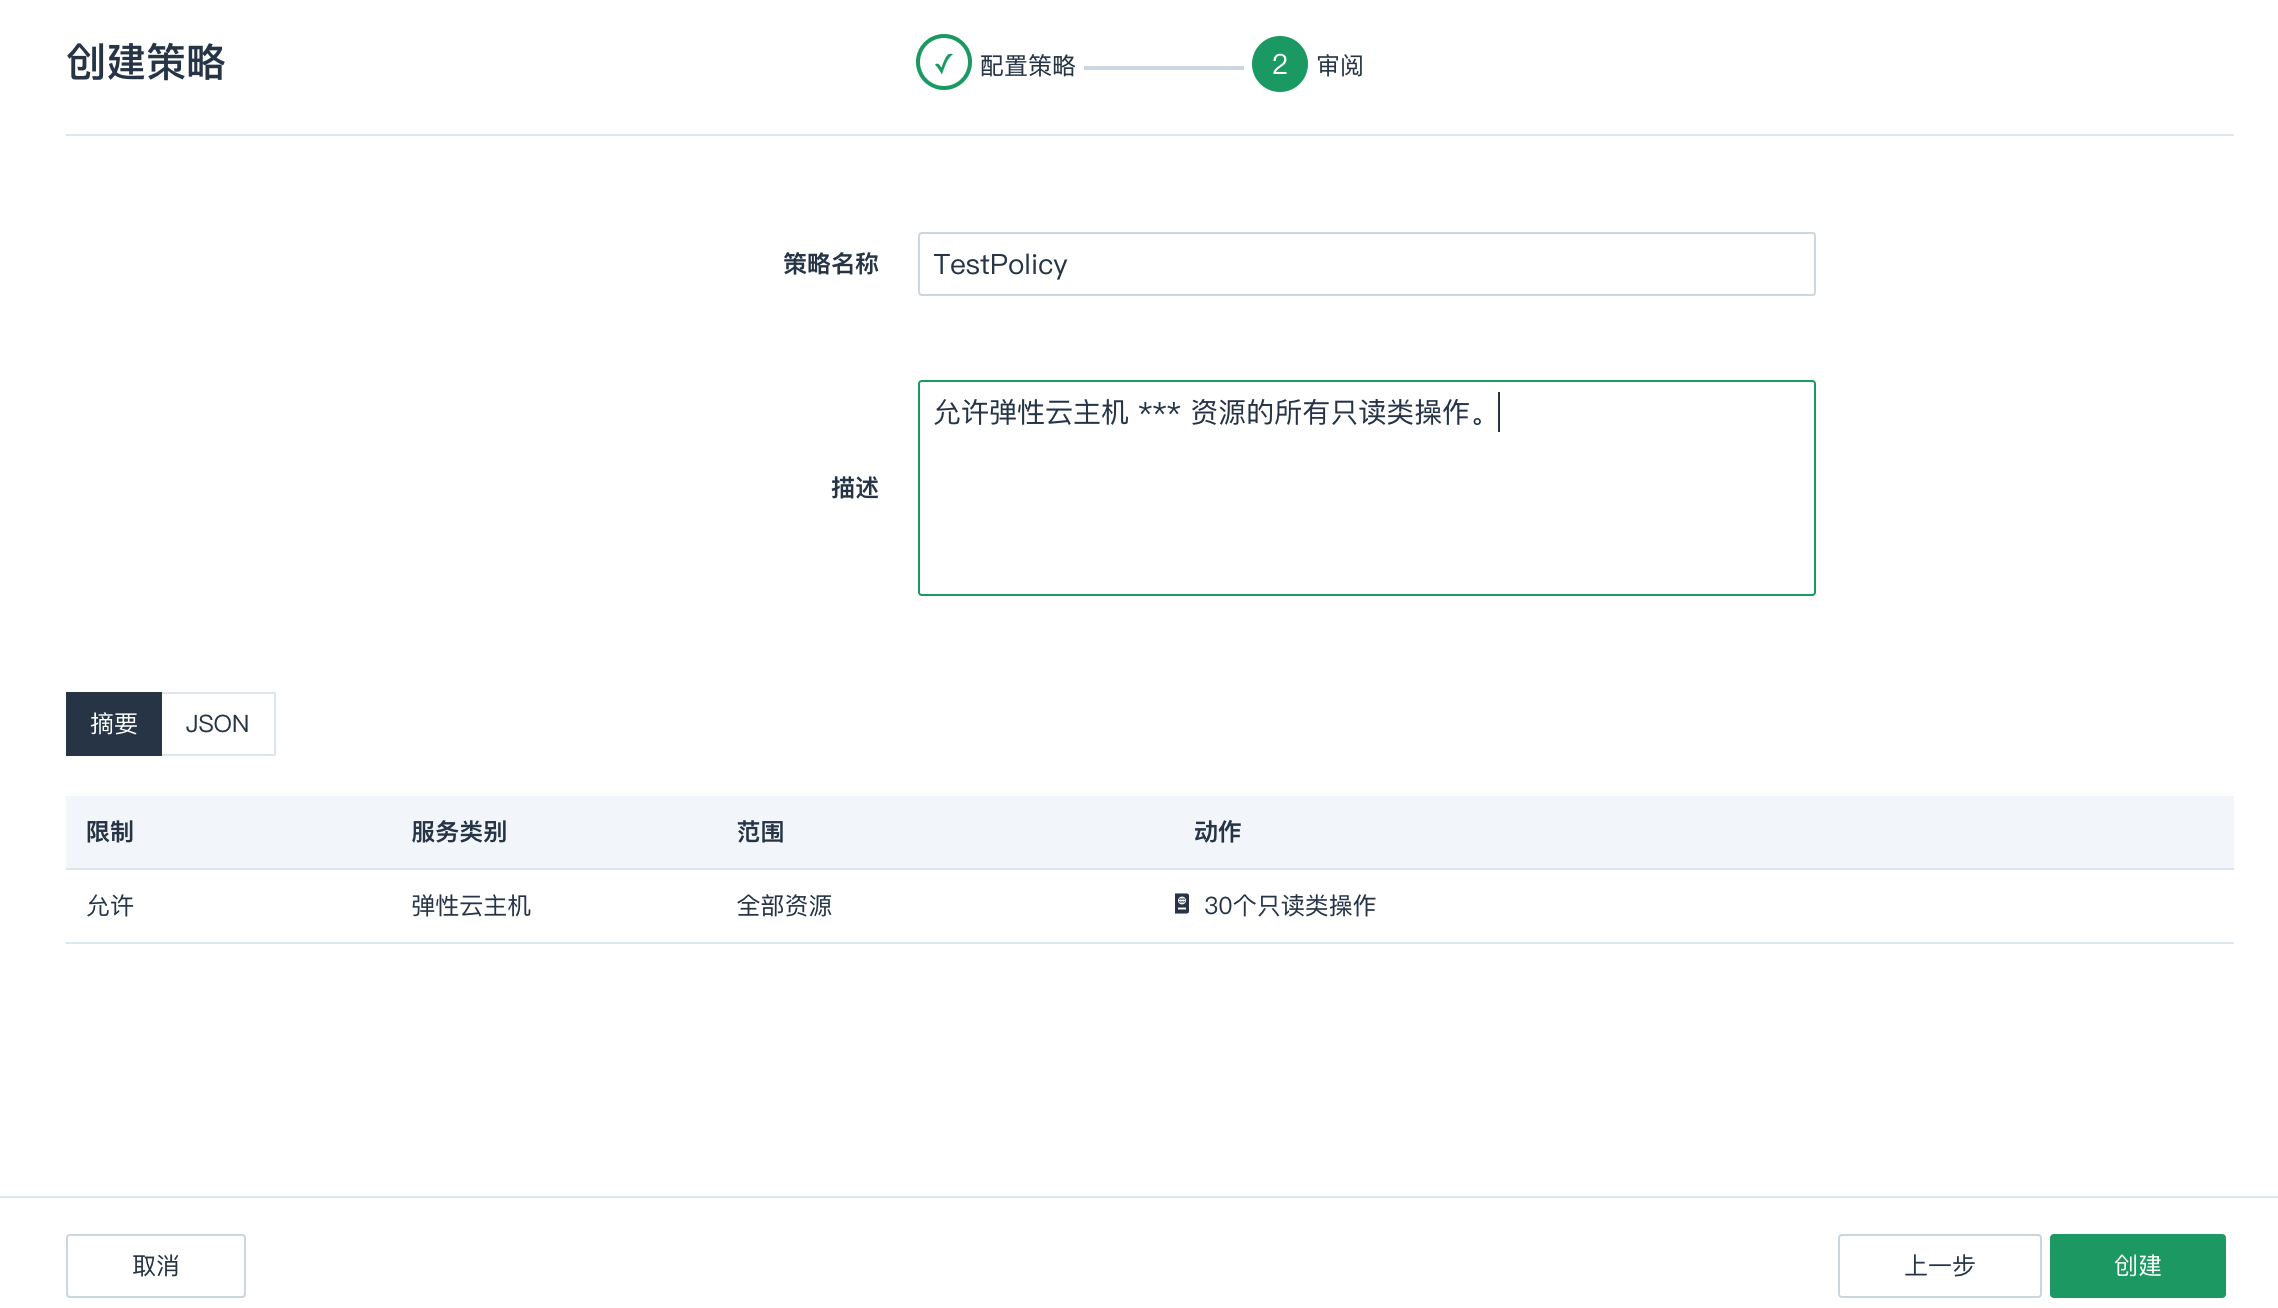 创建策略
配置策略
2 审阅
策略名称
TestPolicy
描述
允许弹性云主机 *** 资源的所有只读类操作。
摘要 JSON
限制 服务类别 范围 动作
允许 弹性云主机 全部资源 30个只读类操作
取消 上一步 创建